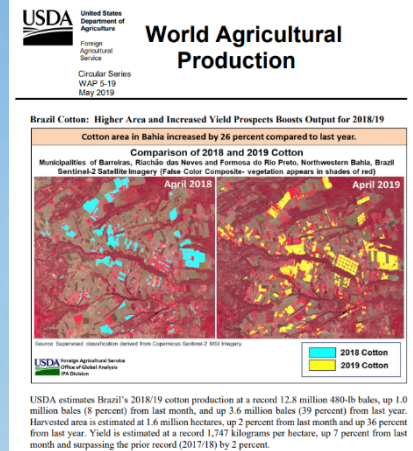 USDA
United States
Department of
Agriculture
Foreign
Agricultural
Service
Circular Series
WAP 5-19
May 2019
World Agricultural
Production
Brazil Cotton: Higher Area and Increased Yield Prospects Boosts Output for 2018/19
Cotton area in Bahia increased by 26 percent compared to last year.
Comparison of 2018 and 2019 Cotton
Municipalities of Barreiras, Riachão das Neves and Formosa do Rio Preto, Northwestern Bahia, Brazil
Sentinel-2 Satellite Imagery (False Color Composite- vegetation appears in shades of red)
April 2018
April 2019
Source: Supervised classification derived from Copernicus Sentinel-2 MSI Imagery
USDA Foreign Agricultural Service
Office of Global Analysis
IPA Division
2018 Cotton
2019 Cotton
USDA estimates Brazil's 2018/19 cotton production at a record 12.8 million 480-lb bales, up 1.0
million bales (8 percent) from last month, and up 3.6 million bales (39 percent) from last year.
Harvested area is estimated at 1.6 million hectares, up 2 percent from last month and up 36 percent
from last year. Yield is estimated at a record 1,747 kilograms per hectare, up 7 percent from last
month and surpassing the prior record (2017/18) by 2 percent.